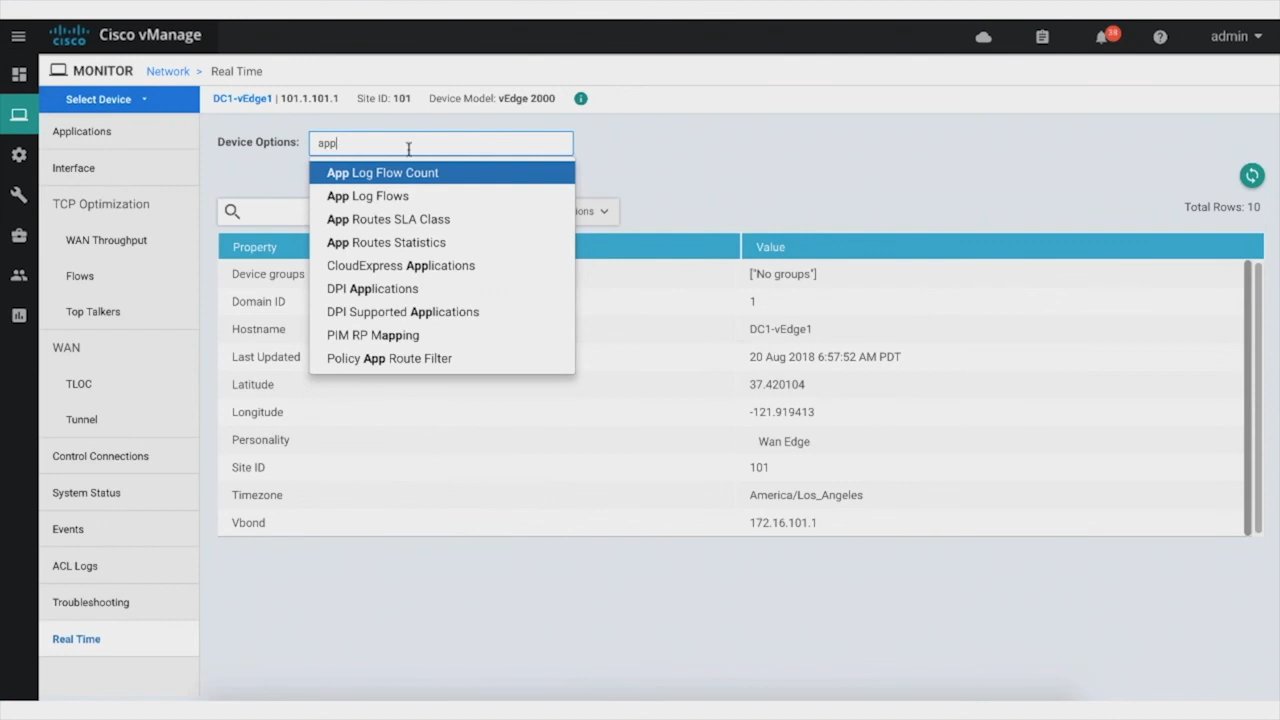 CISCO
Cisco vManage
38
admin
MONITOR
Network > Real Time
Select Device
DC1-vEdge1 | 101.1.101.1 Site ID: 101 Device Model: vEdge 2000
Applications
Interface
TCP Optimization
WAN Throughput
Flows
Top Talkers
WAN
TLOC
Tunnel
Control Connections
System Status
Events
ACL Logs
Troubleshooting
Real Time
Device Options: app
App Log Flow Count
App Log Flows
App Routes SLA Class
App Routes Statistics
CloudExpress Applications
DPI Applications
DPI Supported Applications
PIM RP Mapping
Policy App Route Filter
Total Rows: 10
Property Value
Device groups ["No groups"]
Domain ID 1
Hostname DC1-vEdge1
Last Updated 20 Aug 2018 6:57:52 AM PDT
Latitude 37.420104
Longitude -121.919413
Personality Wan Edge
Site ID 101
Timezone America/Los_Angeles
Vbond 172.16.101.1